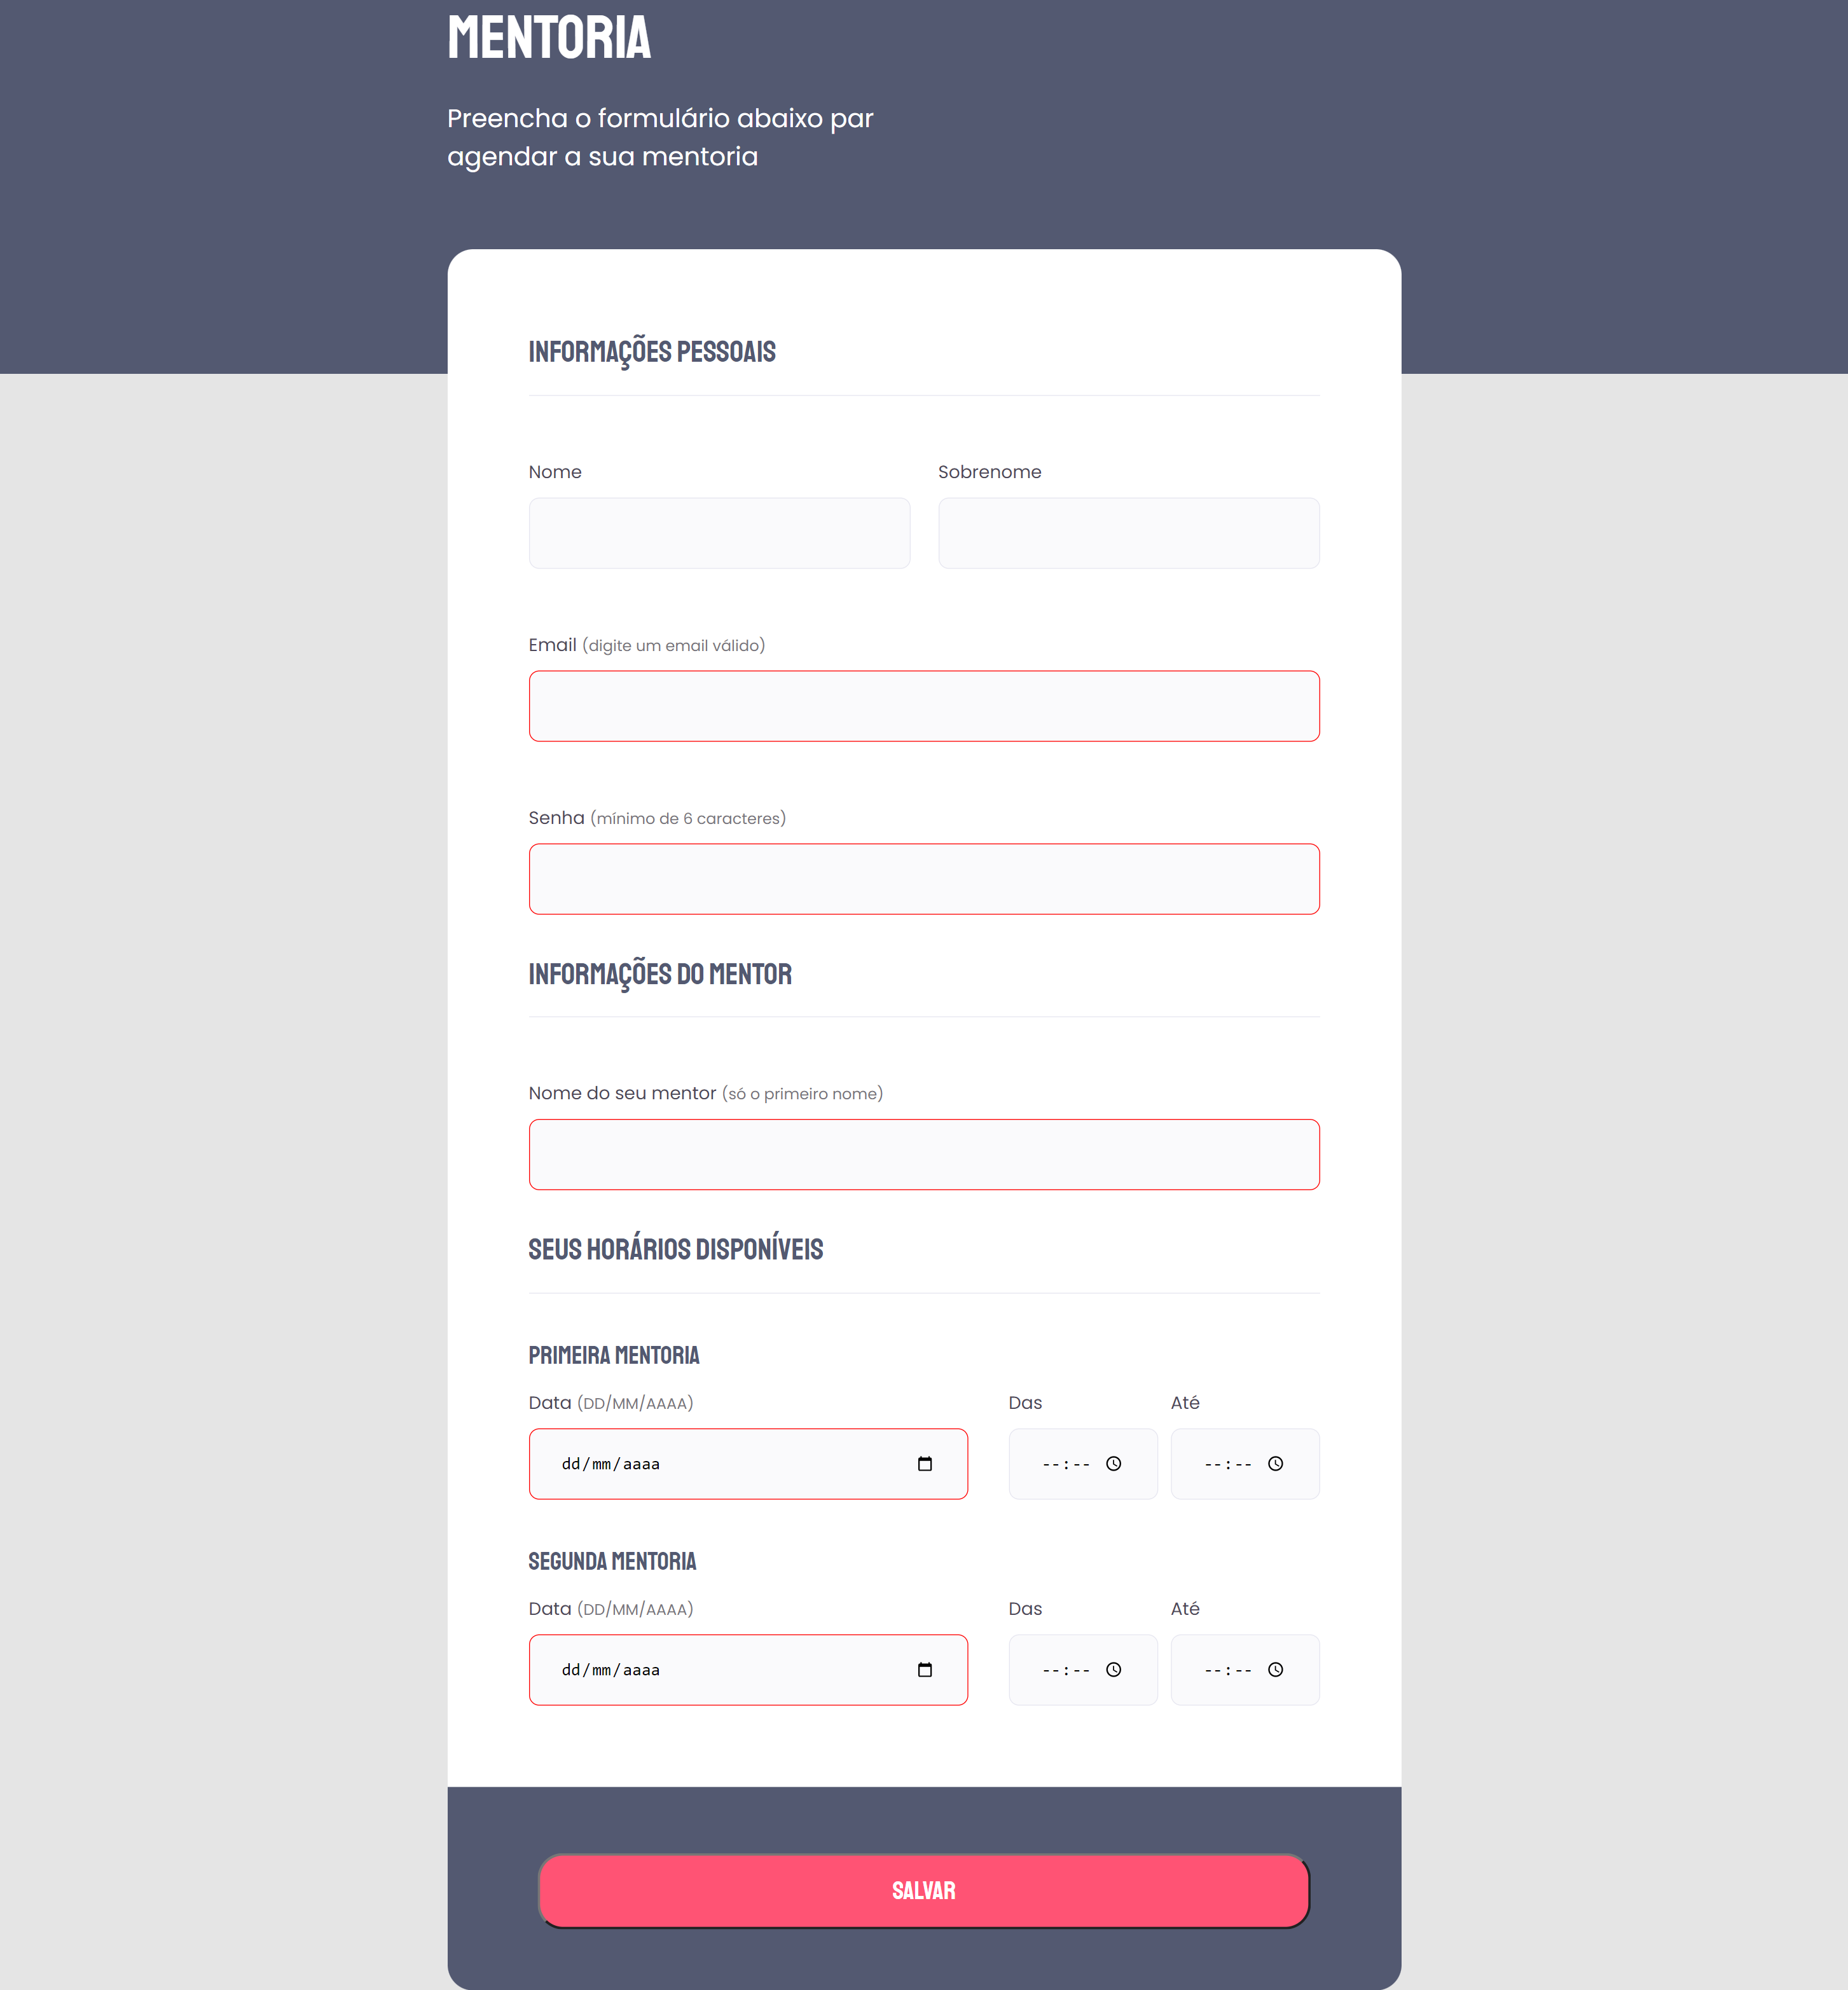 MENTORIA
Preencha o formulário abaixo par
agendar a sua mentoria
INFORMAÇÕES PESSOAIS
Nome Sobrenome
Email (digite um email válido)
Senha (mínimo de 6 caracteres)
INFORMAÇÕES DO MENTOR
Nome do seu mentor (só o primeiro nome)
SEUS HORÁRIOS DISPONÍVEIS
PRIMEIRA MENTORIA
Data (DD/MM/AAAA) Das Até
dd/mm/aaaa --:-- --:--
SEGUNDA MENTORIA
Data (DD/MM/AAAA) Das Até
dd/mm/aaaa --:-- --:--
SALVAR